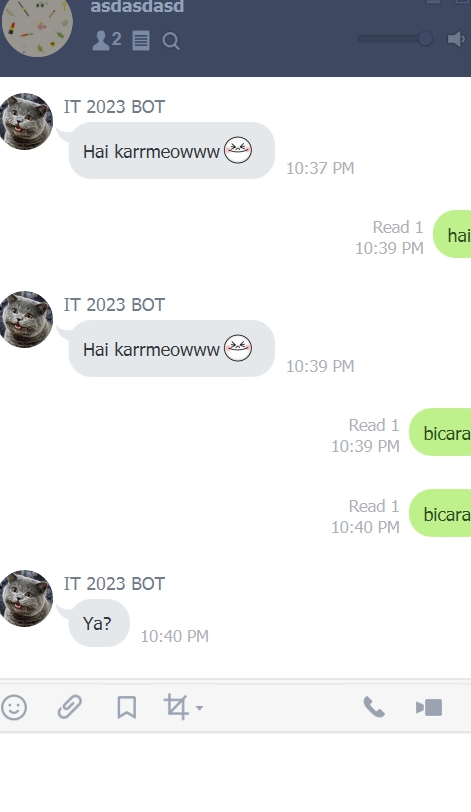 asdasdasd
2
IT 2023 BOT
Hai karrmeowww
10:37 PM
Read 1
10:39 PM
hai
IT 2023 BOT
Hai karrmeowww
10:39 PM
Read 1
10:39 PM
bicara
Read 1
10:40 PM
bicara
IT 2023 BOT
Ya?
10:40 PM